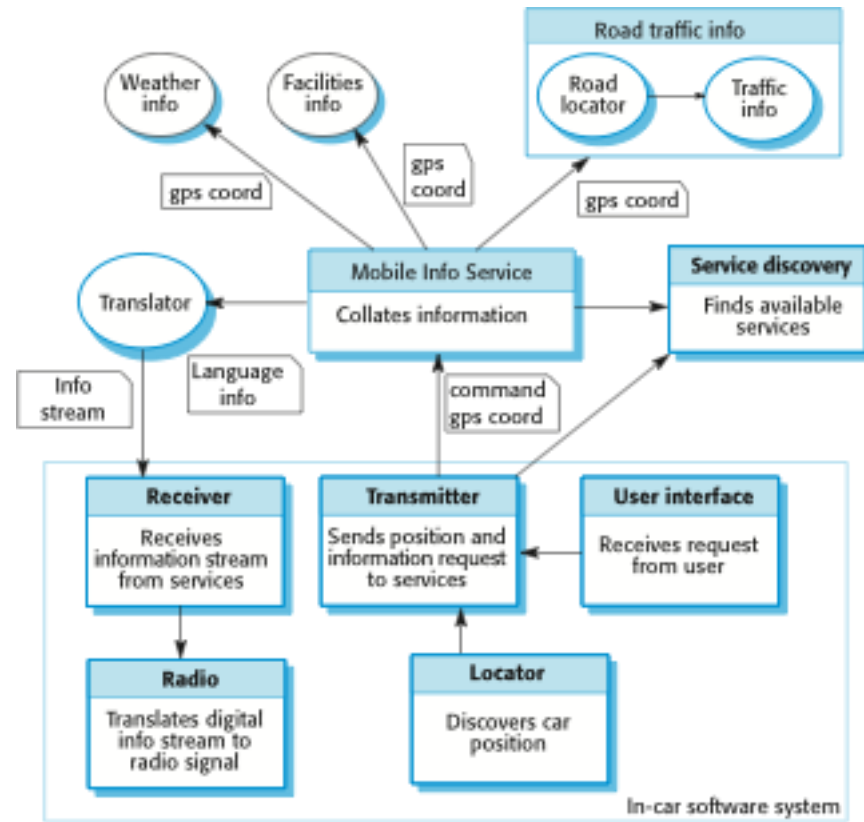 Road traffic info
Weather
info
Facilities
info
Road
locator
Traffic
info
gps coord
gps
coord
gps coord
Mobile Info Service
Collates information
Service discovery
Finds available
services
Translator
Info
stream
Language
info
command
gps coord
Receiver
Receives
information stream
from services
Transmitter
Sends position and
information request
to services
User interface
Receives request
from user
Radio
Translates digital
info stream to
radio signal
Locator
Discovers car
position
In-car software system